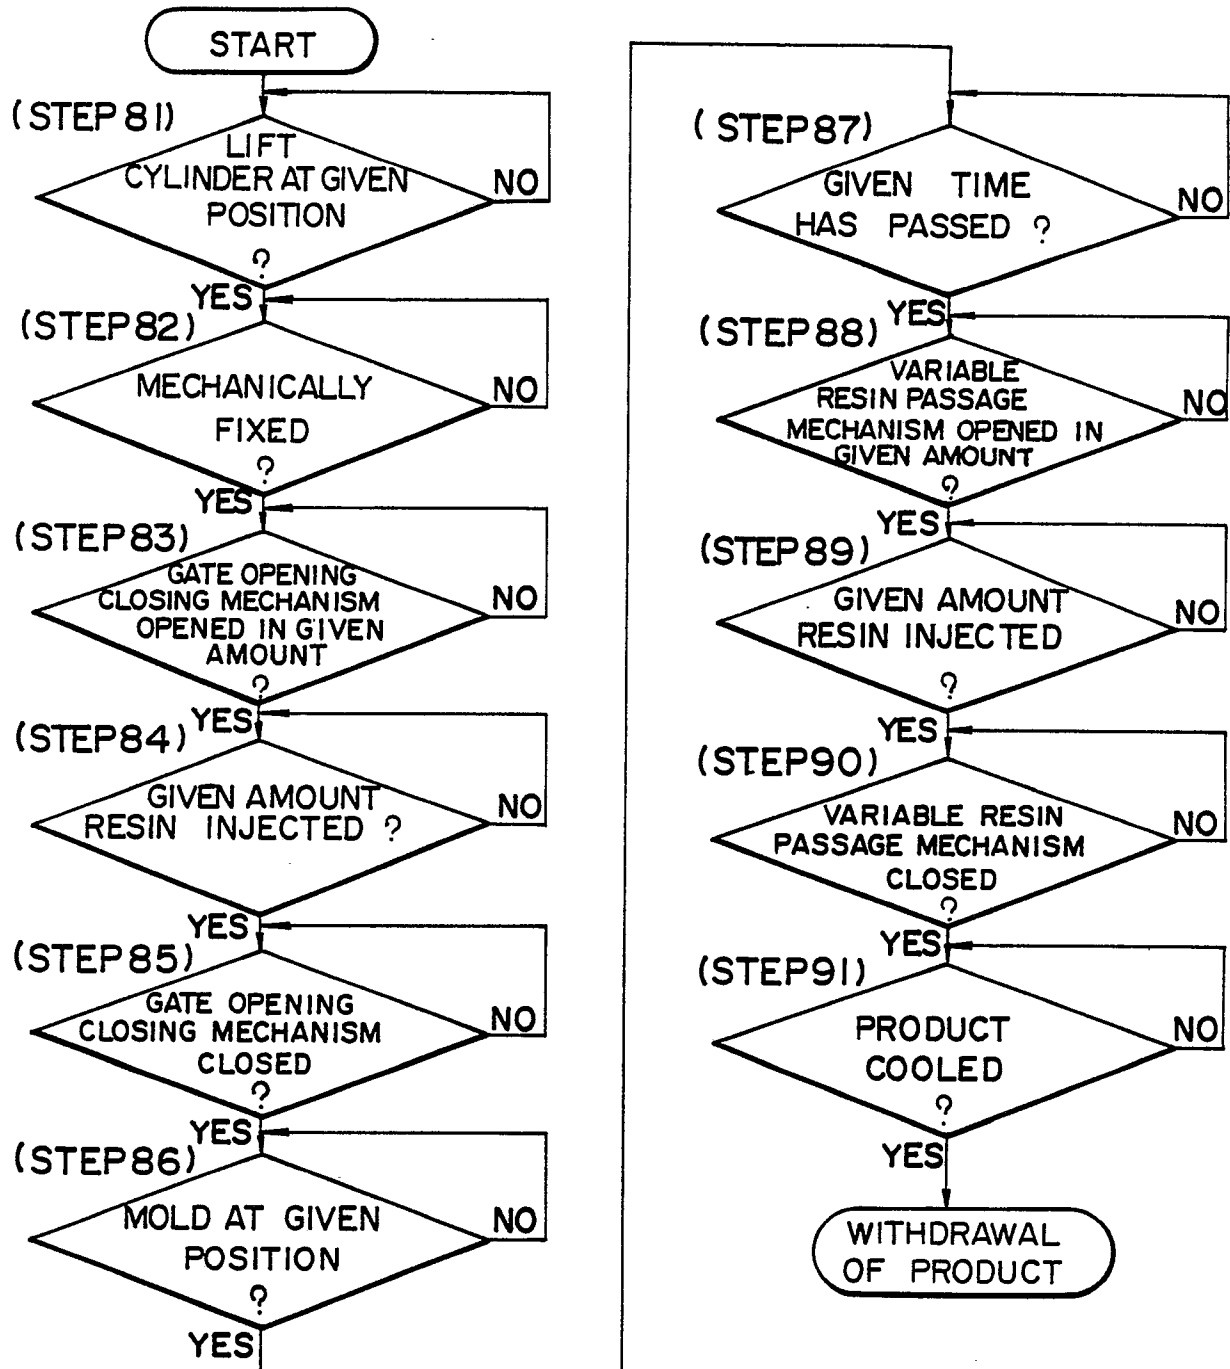 START
(STEP 81)
LIFT
CYLINDER AT GIVEN
POSITION
?
NO
YES
(STEP 82)
MECHANICALLY
FIXED
?
NO
YES
(STEP 83)
GATE OPENING
CLOSING MECHANISM
OPENED IN GIVEN
AMOUNT
?
NO
YES
(STEP 84)
GIVEN AMOUNT
RESIN INJECTED ?
NO
YES
(STEP 85)
GATE OPENING
CLOSING MECHANISM
CLOSED
?
NO
YES
(STEP 86)
MOLD AT GIVEN
POSITION
?
NO
YES
(STEP 87)
GIVEN TIME
HAS PASSED ?
NO
YES
(STEP 88)
VARIABLE
RESIN PASSAGE
MECHANISM OPENED IN
GIVEN AMOUNT
?
NO
YES
(STEP 89)
GIVEN AMOUNT
RESIN INJECTED
?
NO
YES
(STEP 90)
VARIABLE RESIN
PASSAGE MECHANISM
CLOSED
?
NO
YES
(STEP 91)
PRODUCT
COOLED
?
NO
YES
WITHDRAWAL
OF PRODUCT